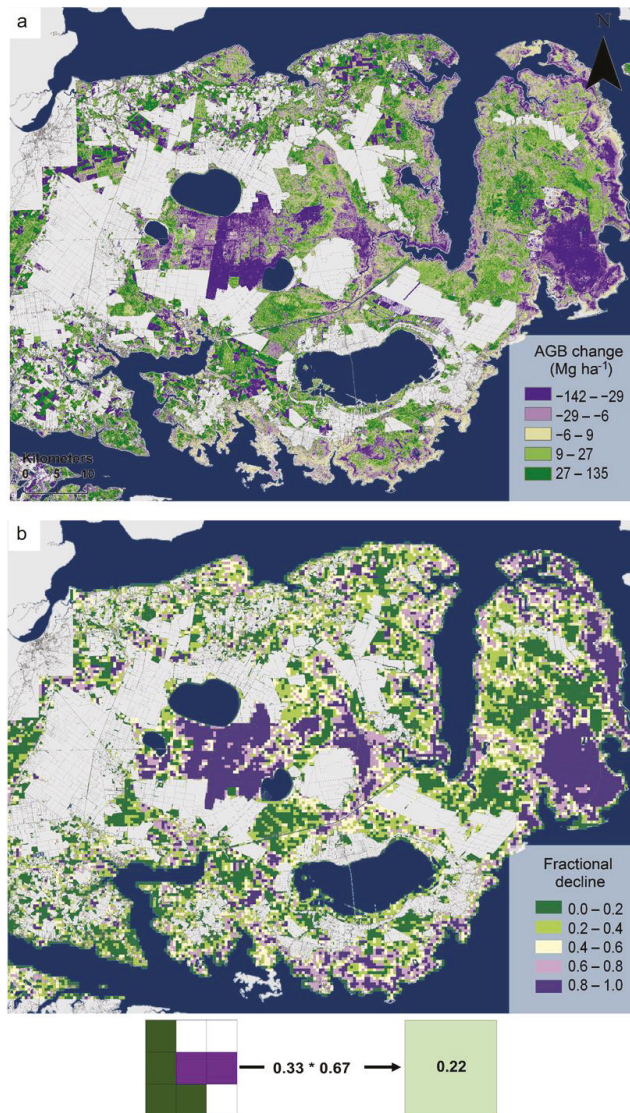 a
N
AGB change
(Mg ha⁻¹)
−142 – −29
−29 – −6
−6 – 9
9 – 27
27 – 135
Kilometers
0 5 10
b
Fractional
decline
0.0 – 0.2
0.2 – 0.4
0.4 – 0.6
0.6 – 0.8
0.8 – 1.0
0.33 * 0.67
0.22